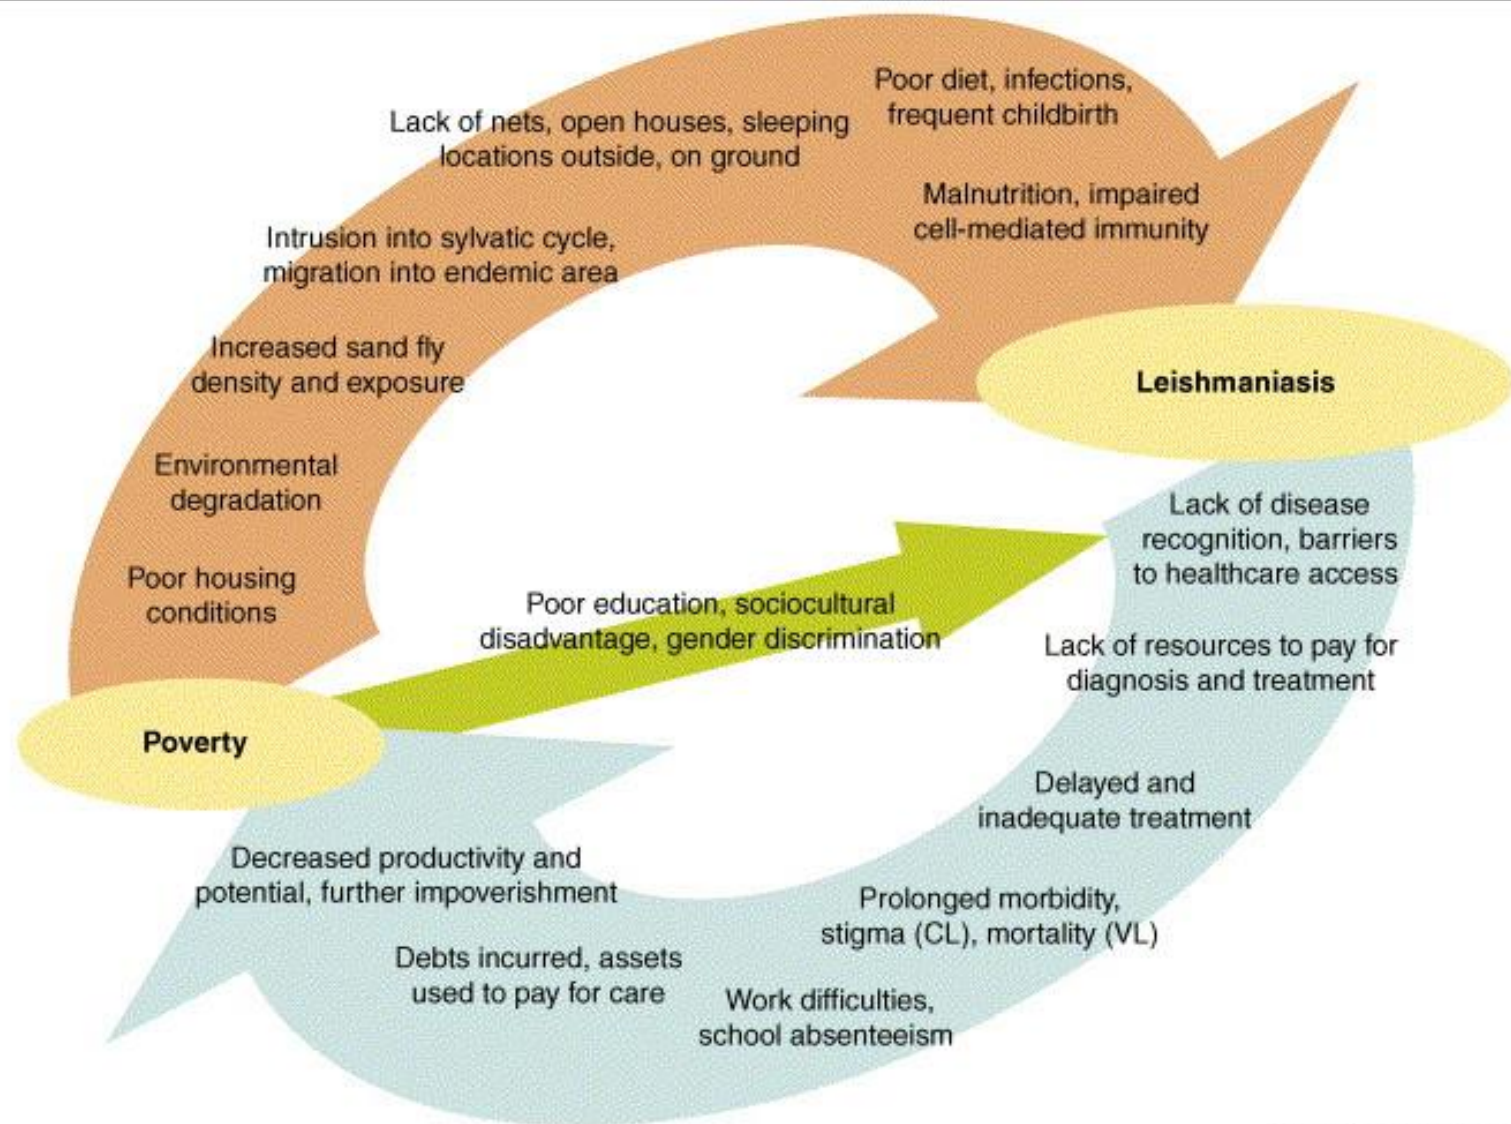 Poor diet, infections,
frequent childbirth
Lack of nets, open houses, sleeping
locations outside, on ground
Malnutrition, impaired
cell-mediated immunity
Intrusion into sylvatic cycle,
migration into endemic area
Increased sand fly
density and exposure
Leishmaniasis
Environmental
degradation
Lack of disease
recognition, barriers
to healthcare access
Poor housing
conditions
Poor education, sociocultural
disadvantage, gender discrimination
Lack of resources to pay for
diagnosis and treatment
Poverty
Delayed and
inadequate treatment
Decreased productivity and
potential, further impoverishment
Prolonged morbidity,
stigma (CL), mortality (VL)
Debts incurred, assets
used to pay for care
Work difficulties,
school absenteeism